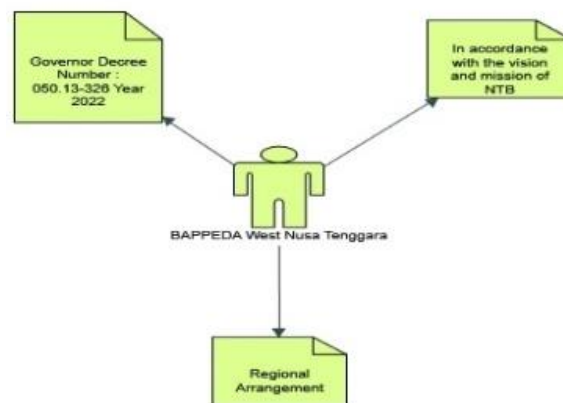 Governor Decree
Number :
050.13-326 Year
2022
In accordance
with the vision
and mission of
NTB
BAPPEDA West Nusa Tenggara
Regional
Arrangement